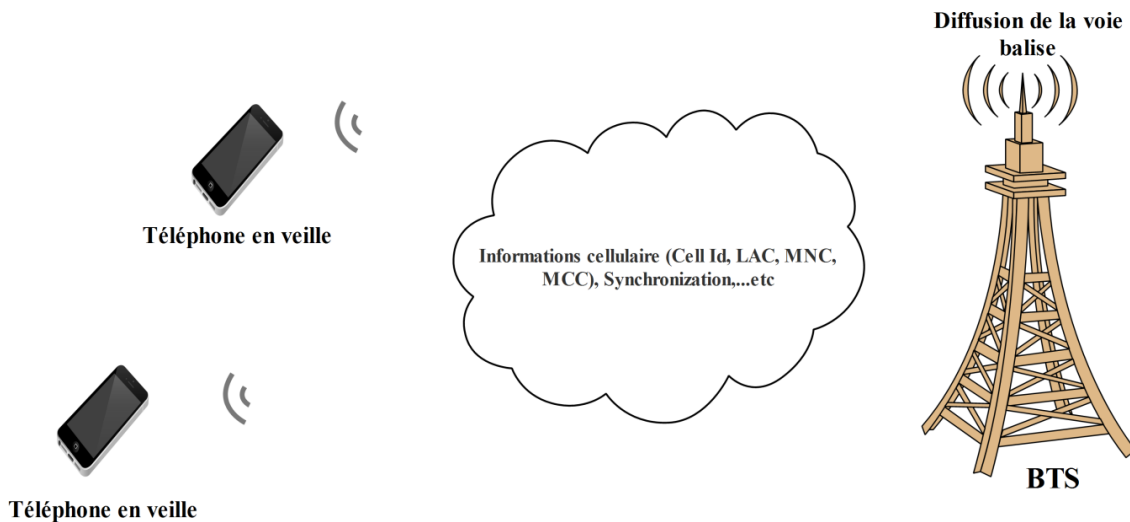 Diffusion de la voie
balise
Téléphone en veille
Informations cellulaire (Cell Id, LAC, MNC,
MCC), Synchronization,...etc
BTS
Téléphone en veille